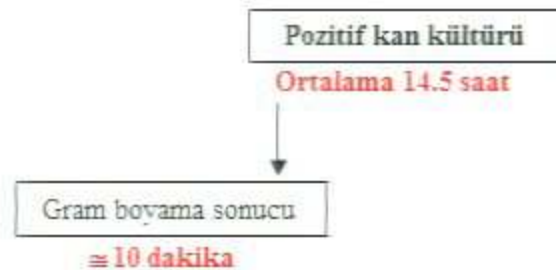 Pozitif kan kültürü
Ortalama 14.5 saat
Gram boyama sonucu
≅ 10 dakika